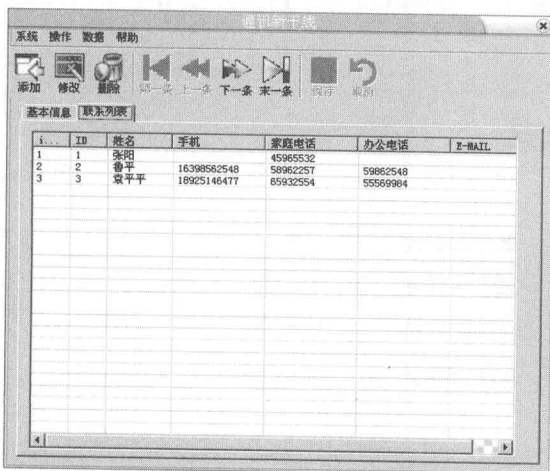 通讯新干线
系统 操作 数据 帮助
添加 修改 删除 第一条 上一条 下一条 末一条 保存 取消
基本信息 联系列表
i... ID 姓名 手机 家庭电话 办公电话 E-MAIL
1 1 张阳 45965532
2 2 鲁平 16398562548 58962257 59862548
3 3 袁平平 18925146477 65932554 55569984